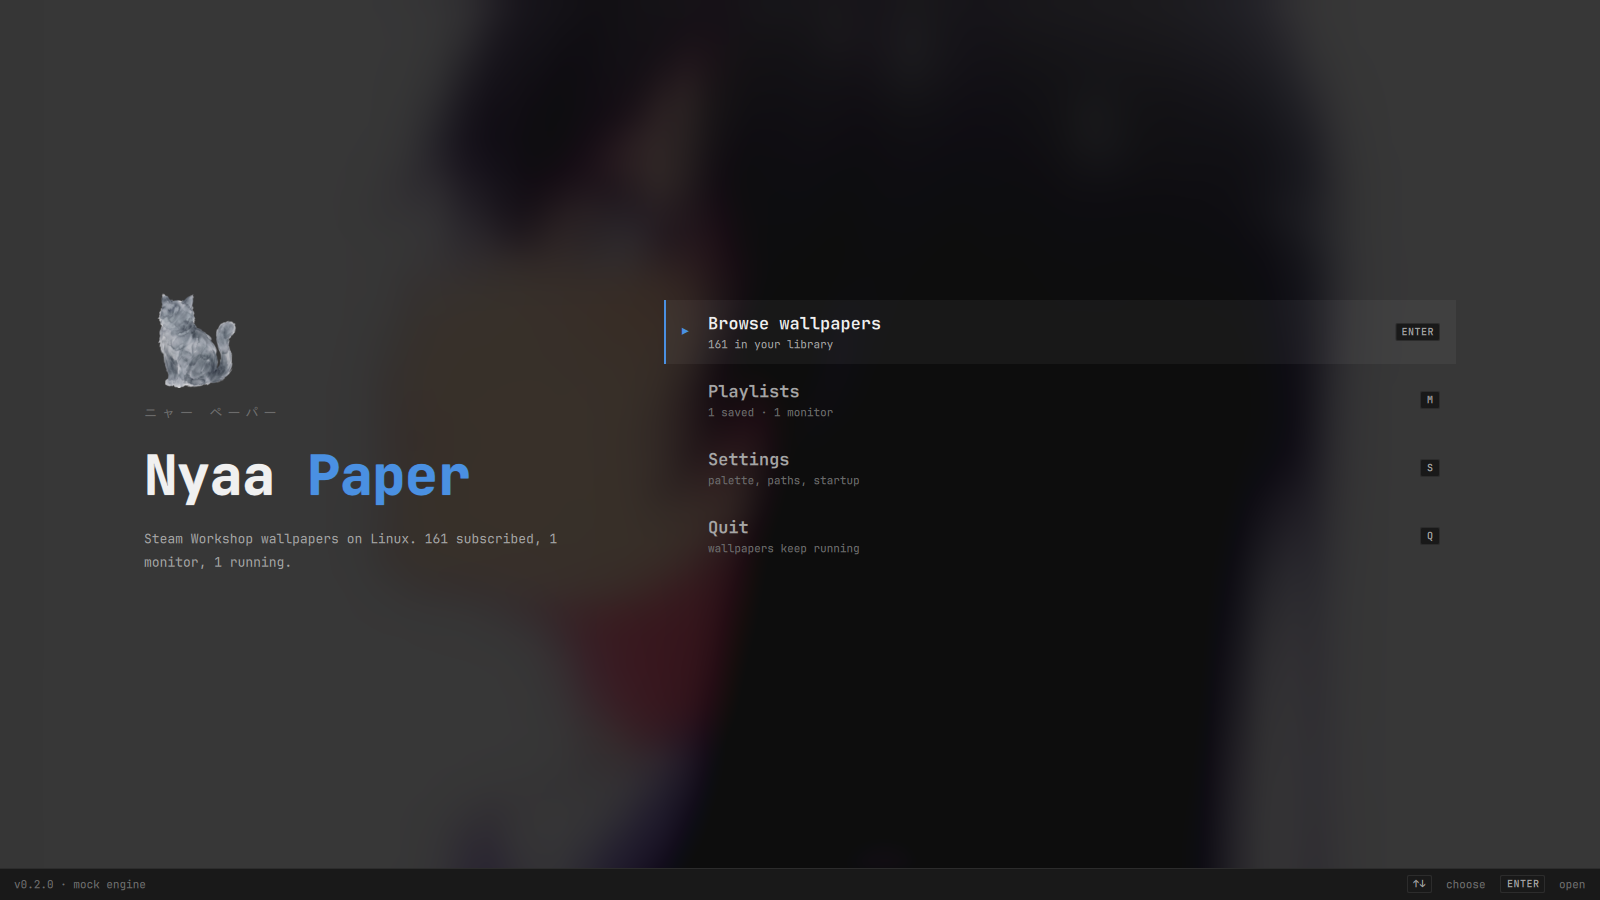 ニャー ペーパー
Nyaa Paper
Steam Workshop wallpapers on Linux. 161 subscribed, 1
monitor, 1 running.
▶ Browse wallpapers ENTER
161 in your library
Playlists M
1 saved · 1 monitor
Settings S
palette, paths, startup
Quit Q
wallpapers keep running
v0.2.0 · mock engine ↑↓ choose ENTER open